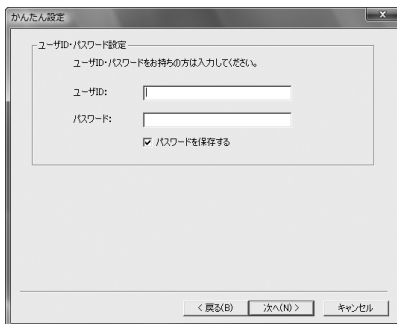 かんたん設定
ユーザID・パスワード設定
ユーザID・パスワードをお持ちの方は入力してください。
ユーザID:
パスワード:
パスワードを保存する
< 戻る(B) 次へ(N) > キャンセル